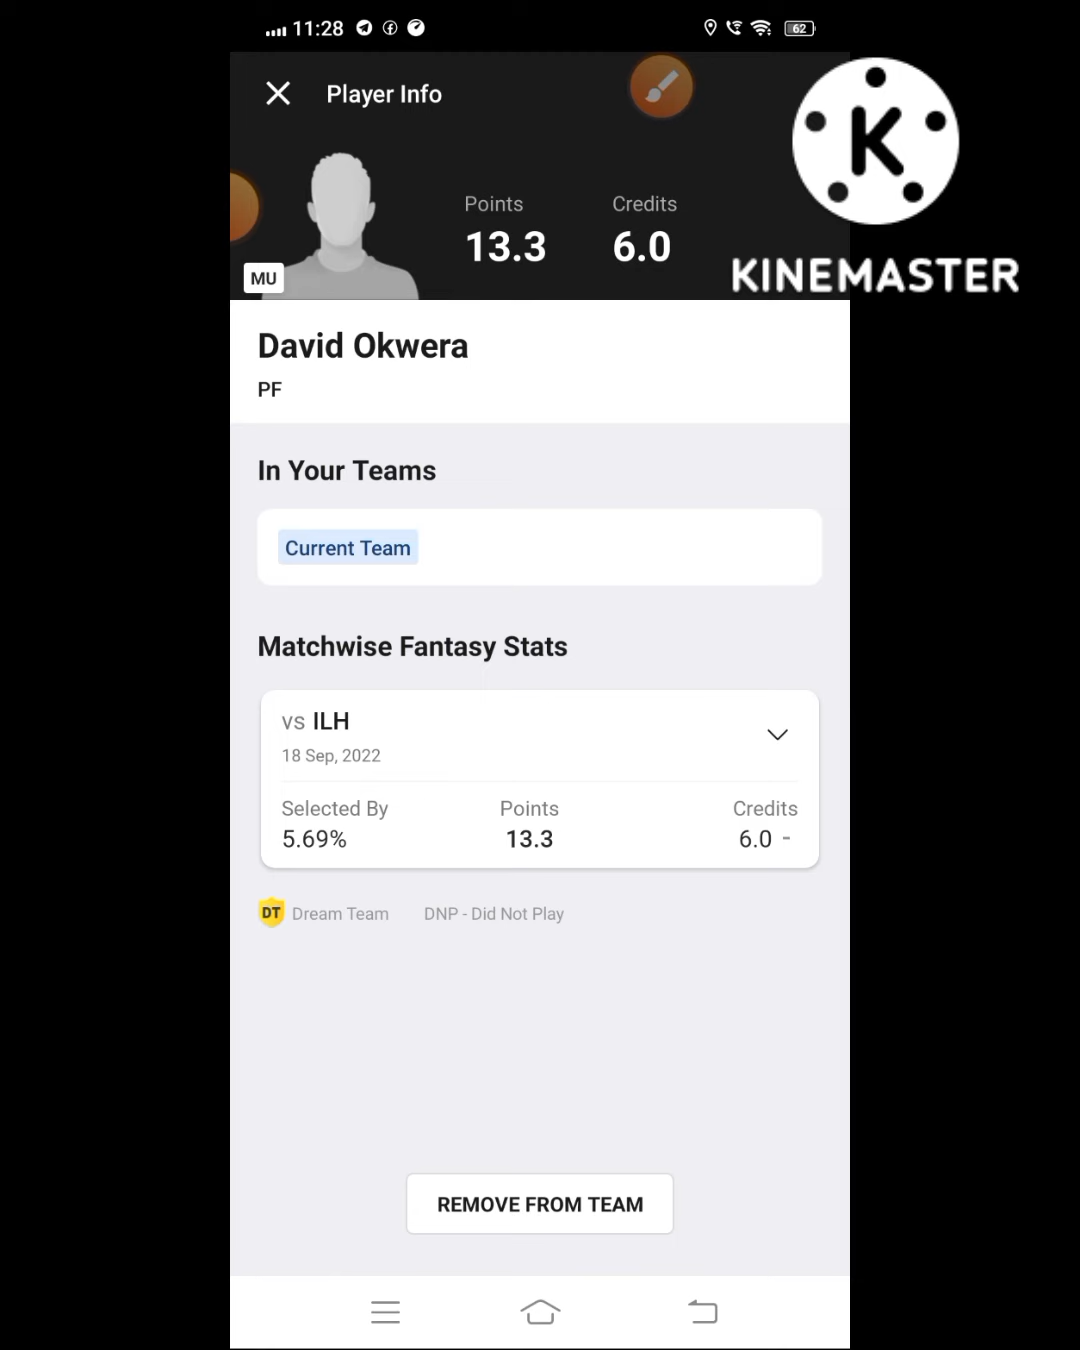 11:28
62
Player Info
K
KINEMASTER
Points
Credits
13.3
6.0
MU
David Okwera
PF
In Your Teams
Current Team
Matchwise Fantasy Stats
vs ILH
18 Sep, 2022
Selected By
Points
Credits
5.69%
13.3
6.0 -
DT Dream Team
DNP - Did Not Play
REMOVE FROM TEAM